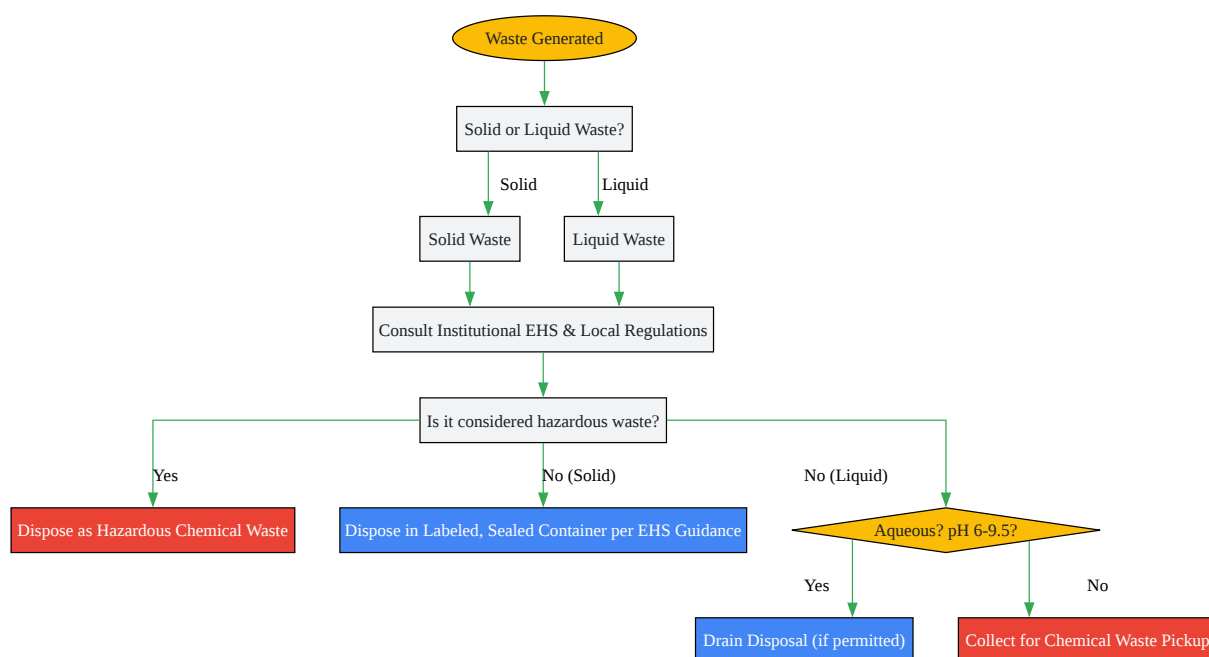 Waste Generated
Solid or Liquid Waste?
Solid
Liquid
Solid Waste
Liquid Waste
Consult Institutional EHS & Local Regulations
Is it considered hazardous waste?
Yes
No (Solid)
No (Liquid)
Dispose as Hazardous Chemical Waste
Dispose in Labeled, Sealed Container per EHS Guidance
Aqueous? pH 6-9.5?
Yes
No
Drain Disposal (if permitted)
Collect for Chemical Waste Pickup